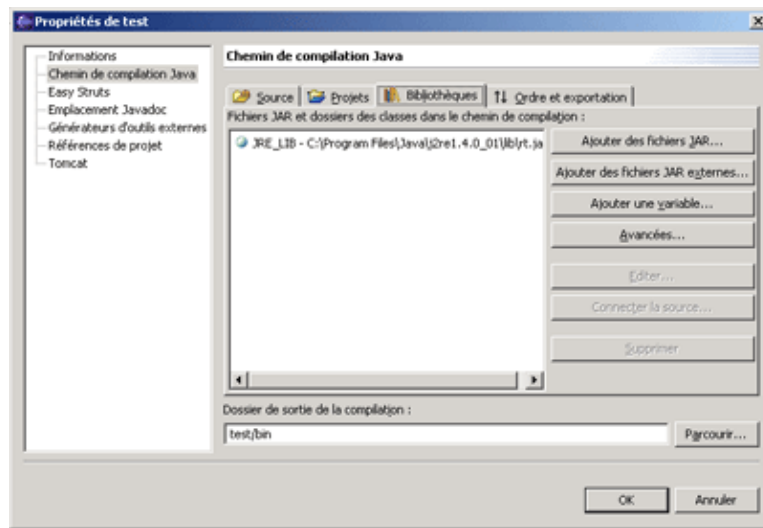 Propriétés de test
Informations
Chemin de compilation Java
Easy Struts
Emplacement Javadoc
Générateurs d'outils externes
Références de projet
Tomcat
Chemin de compilation Java
Source Projets Bibliothèques Ordre et exportation
Fichiers JAR et dossiers des classes dans le chemin de compilation :
JRE_LIB - C:\Program Files\Java\j2re1.4.0_01\lib\rt.ja
Ajouter des fichiers JAR...
Ajouter des fichiers JAR externes...
Ajouter une variable...
Avancées...
Editer...
Connecter la source...
Supprimer
Dossier de sortie de la compilation :
test/bin
Parcourir...
OK Annuler